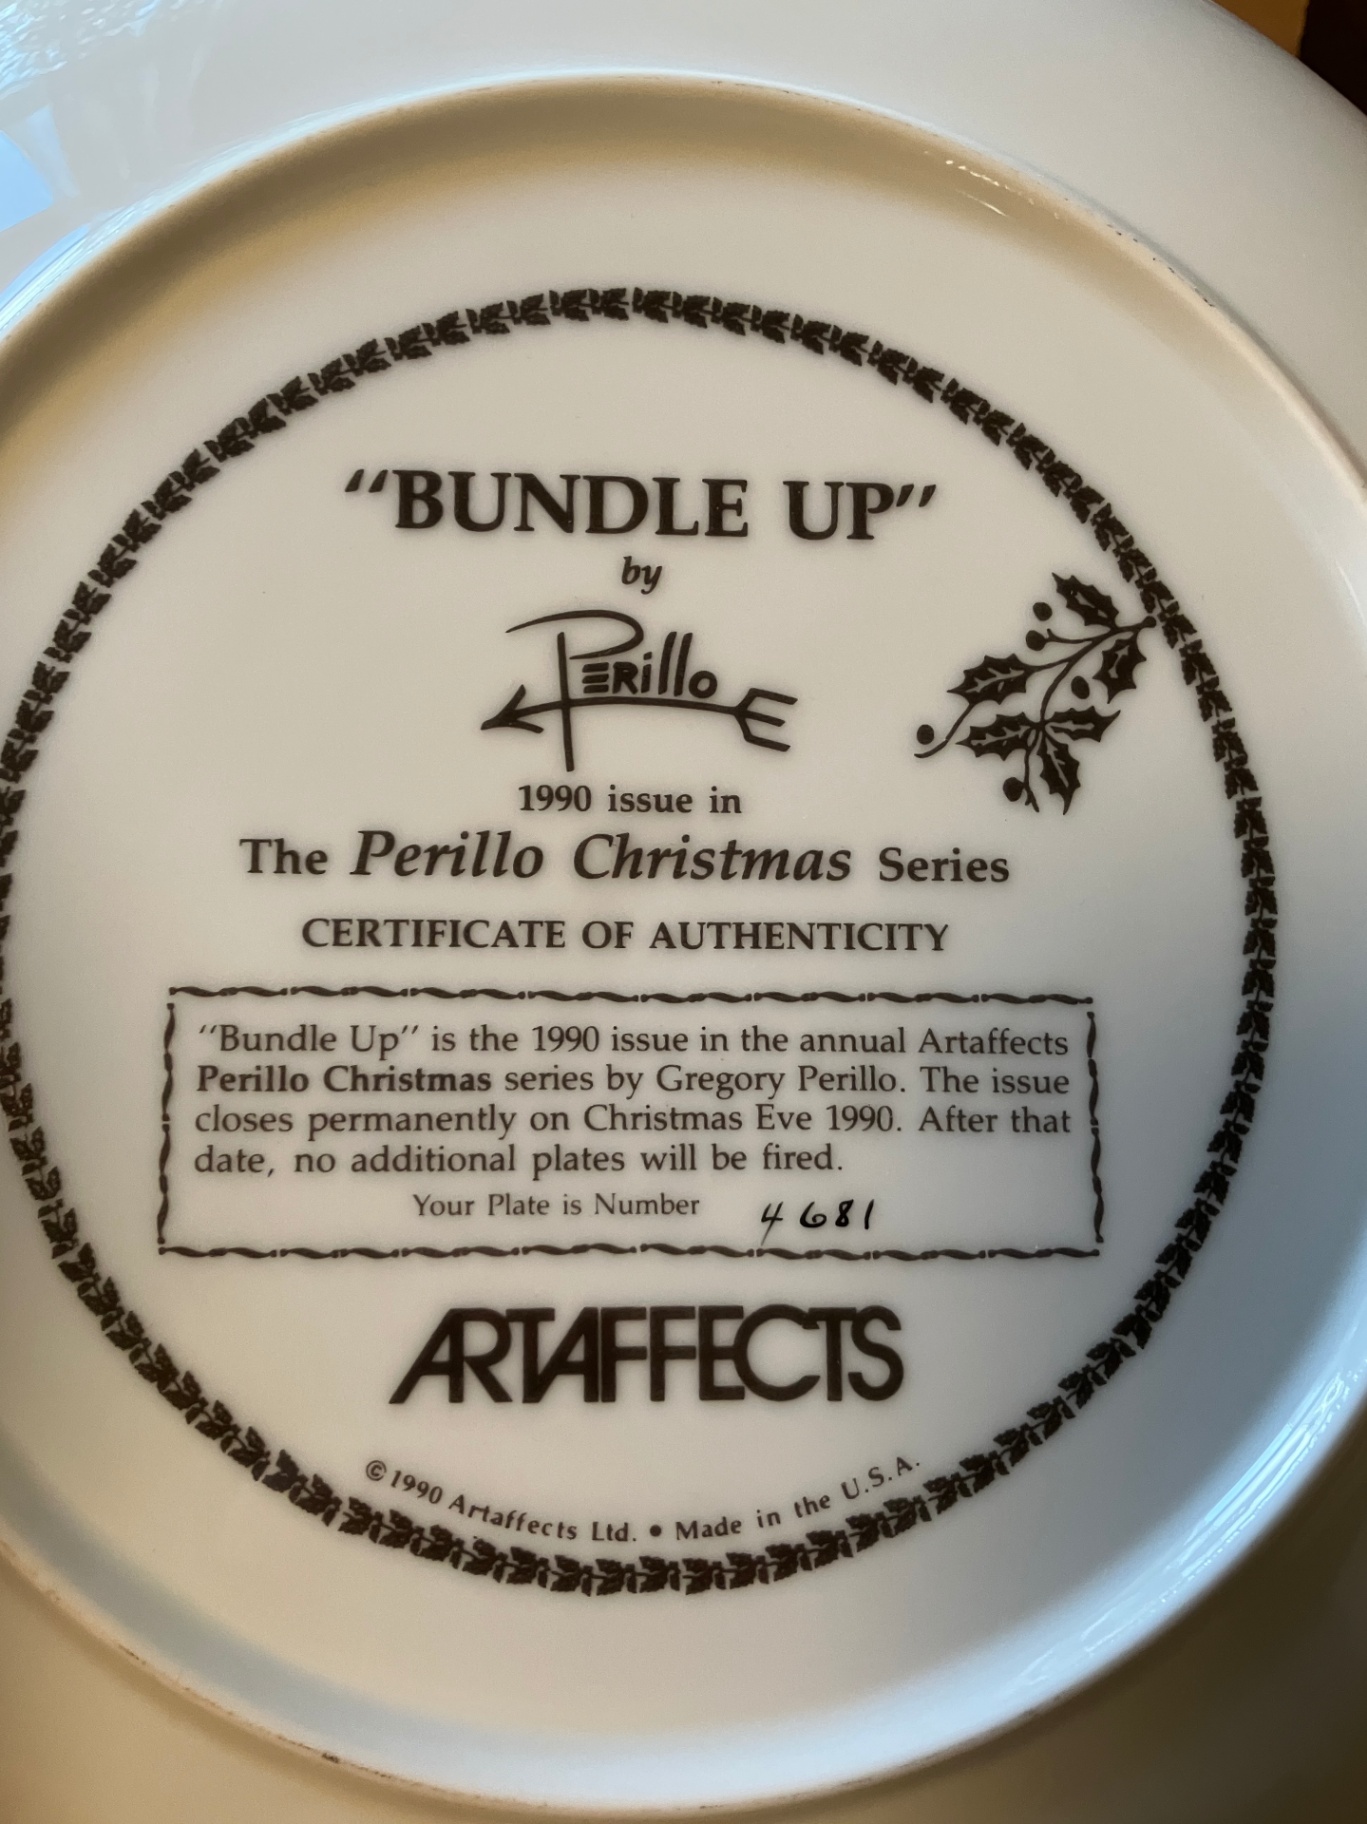 “BUNDLE UP”
by
PERillo
1990 issue in
The Perillo Christmas Series
CERTIFICATE OF AUTHENTICITY
“Bundle Up” is the 1990 issue in the annual Artaffects
Perillo Christmas series by Gregory Perillo. The issue
closes permanently on Christmas Eve 1990. After that
date, no additional plates will be fired.
Your Plate is Number 4681
ARTAFFECTS
©1990 Artaffects Ltd. • Made in the U.S.A.